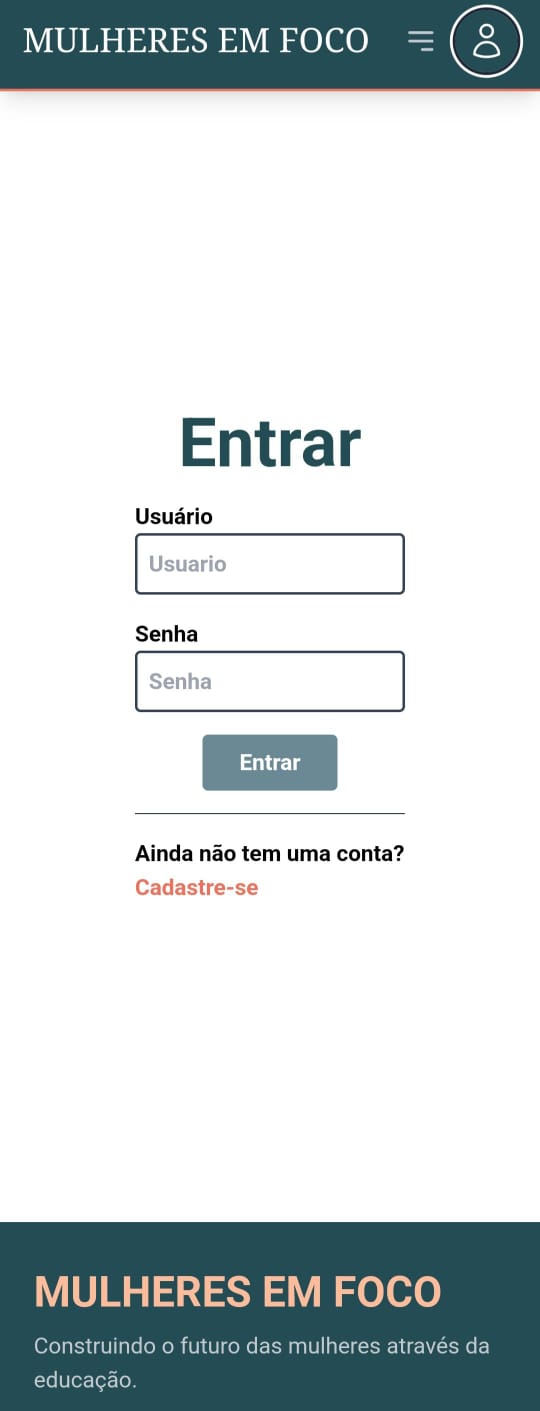 MULHERES EM FOCO
Entrar
Usuário
Usuario
Senha
Senha
Entrar
Ainda não tem uma conta?
Cadastre-se
MULHERES EM FOCO
Construindo o futuro das mulheres através da
educação.